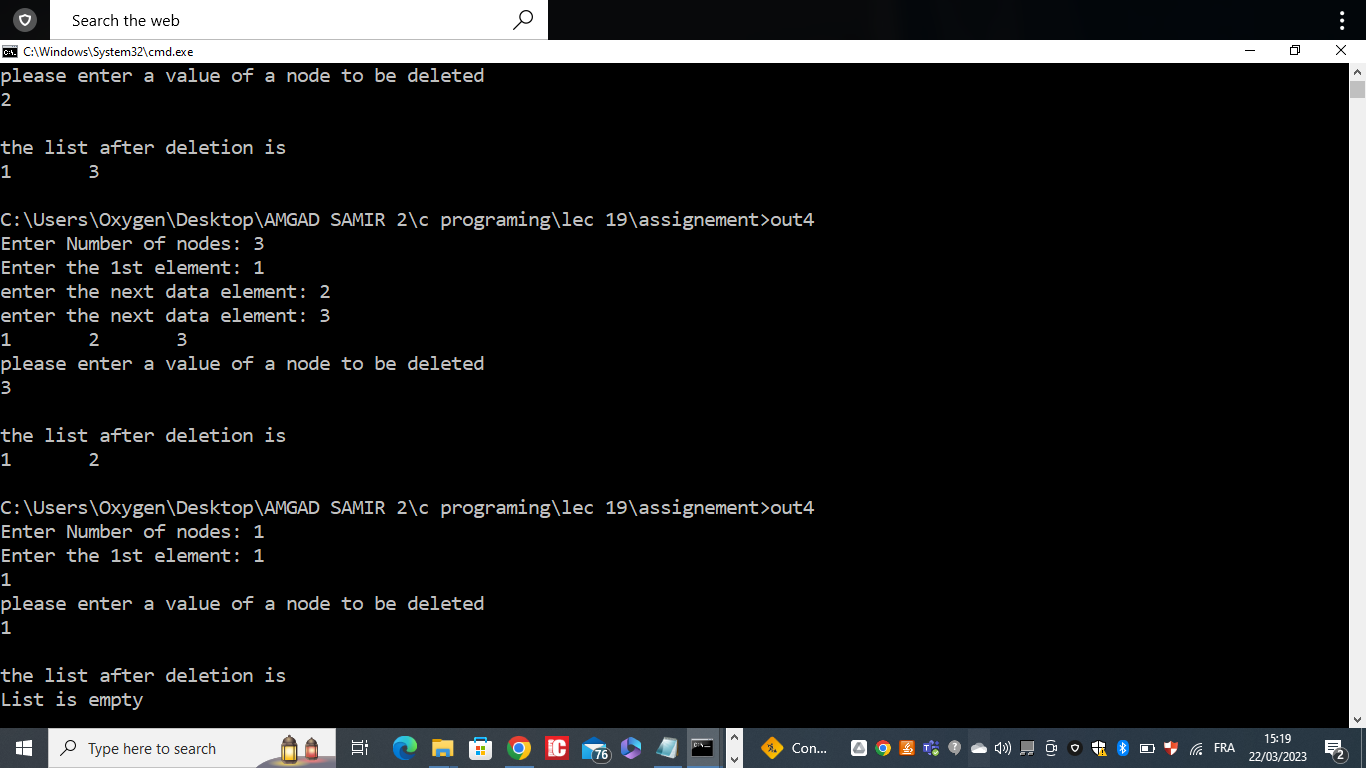 Search the web
C:\Windows\System32\cmd.exe
please enter a value of a node to be deleted
2
the list after deletion is
1 3
C:\Users\Oxygen\Desktop\AMGAD SAMIR 2\c programing\lec 19\assignement>out4
Enter Number of nodes: 3
Enter the 1st element: 1
enter the next data element: 2
enter the next data element: 3
1 2 3
please enter a value of a node to be deleted
3
the list after deletion is
1 2
C:\Users\Oxygen\Desktop\AMGAD SAMIR 2\c programing\lec 19\assignement>out4
Enter Number of nodes: 1
Enter the 1st element: 1
1
please enter a value of a node to be deleted
1
the list after deletion is
List is empty
Type here to search
76
Con...
FRA
15:19
22/03/2023
2